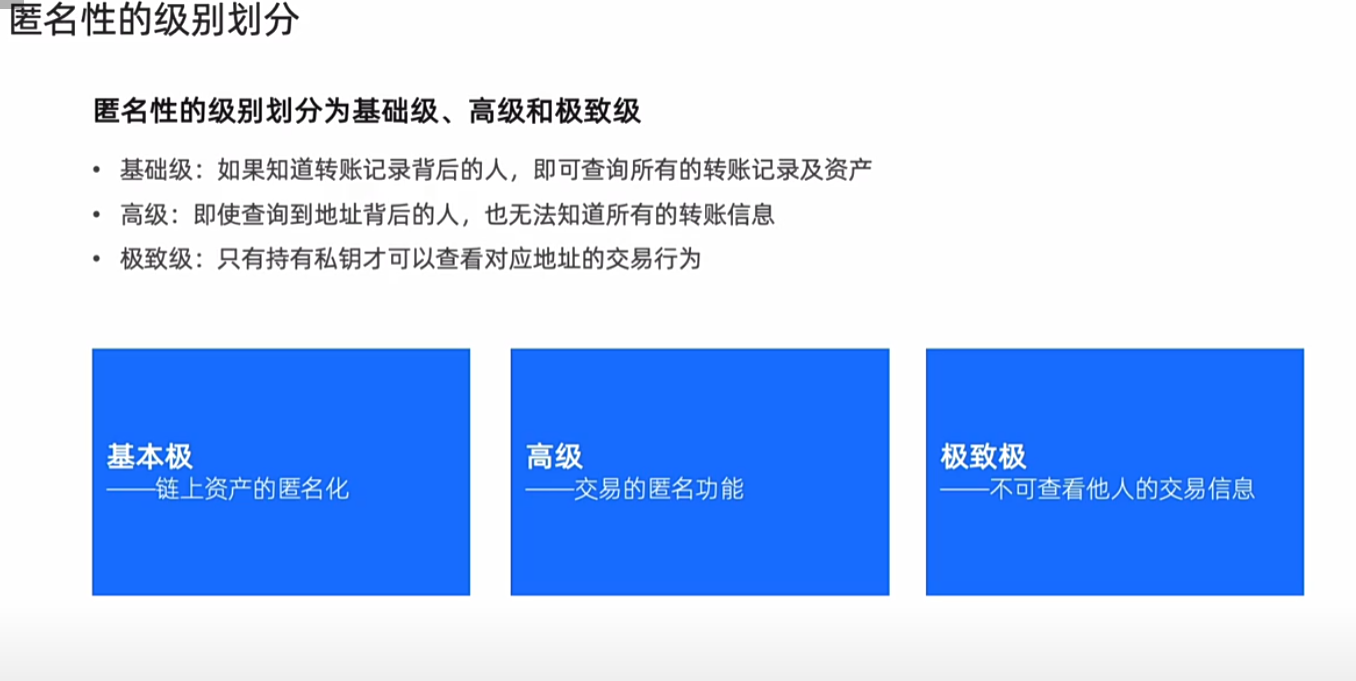 匿名性的级别划分
匿名性的级别划分为基础级、高级和极致级
• 基础级：如果知道转账记录背后的人，即可查询所有的转账记录及资产
• 高级：即使查询到地址背后的人，也无法知道所有的转账信息
• 极致级：只有持有私钥才可以查看对应地址的交易行为
基本极
——链上资产的匿名化
高级
——交易的匿名功能
极致极
——不可查看他人的交易信息